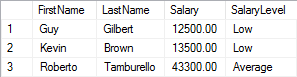 FirstName LastName Salary SalaryLevel
1 Guy Gilbert 12500.00 Low
2 Kevin Brown 13500.00 Low
3 Roberto Tamburello 43300.00 Average